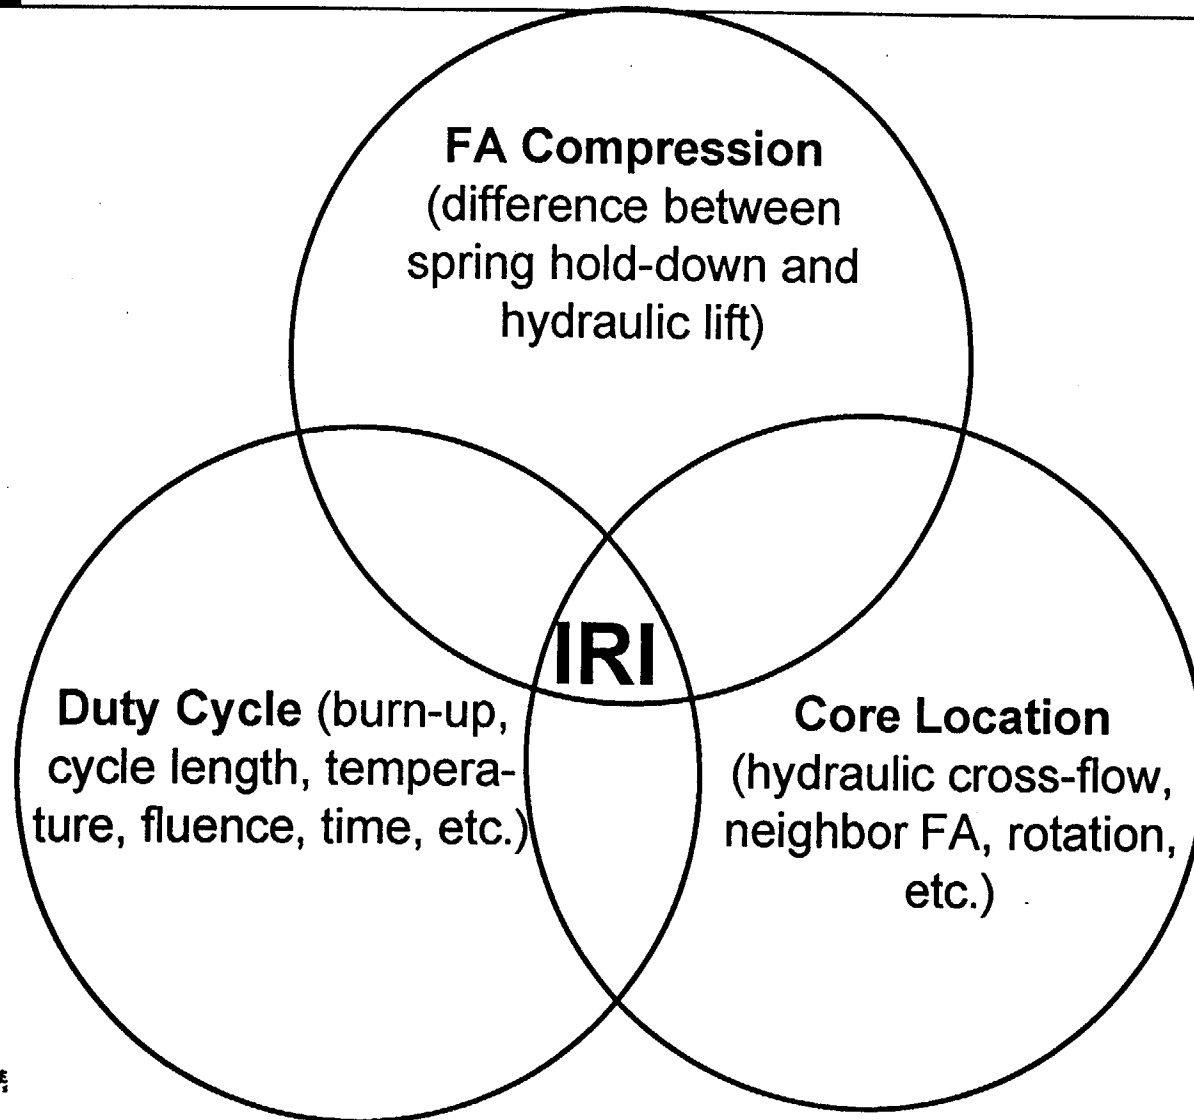 FA Compression
(difference between
spring hold-down and
hydraulic lift)
IRI
Duty Cycle (burn-up,
cycle length, tempera-
ture, fluence, time, etc.)
Core Location
(hydraulic cross-flow,
neighbor FA, rotation,
etc.)